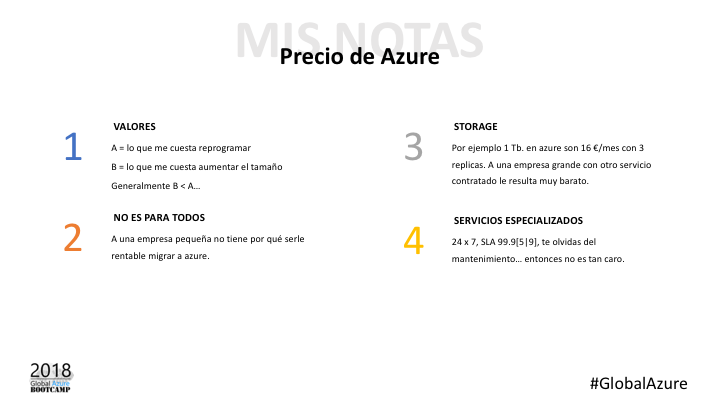 MIS NOTAS
Precio de Azure
1
VALORES
A = lo que me cuesta reprogramar
B = lo que me cuesta aumentar el tamaño
Generalmente B < A…
2
NO ES PARA TODOS
A una empresa pequeña no tiene por qué serle
rentable migrar a azure.
3
STORAGE
Por ejemplo 1 Tb. en azure son 16 €/mes con 3
replicas. A una empresa grande con otro servicio
contratado le resulta muy barato.
4
SERVICIOS ESPECIALIZADOS
24 x 7, SLA 99.9[5|9], te olvidas del
mantenimiento… entonces no es tan caro.
2018
Global Azure
BOOTCAMP
#GlobalAzure